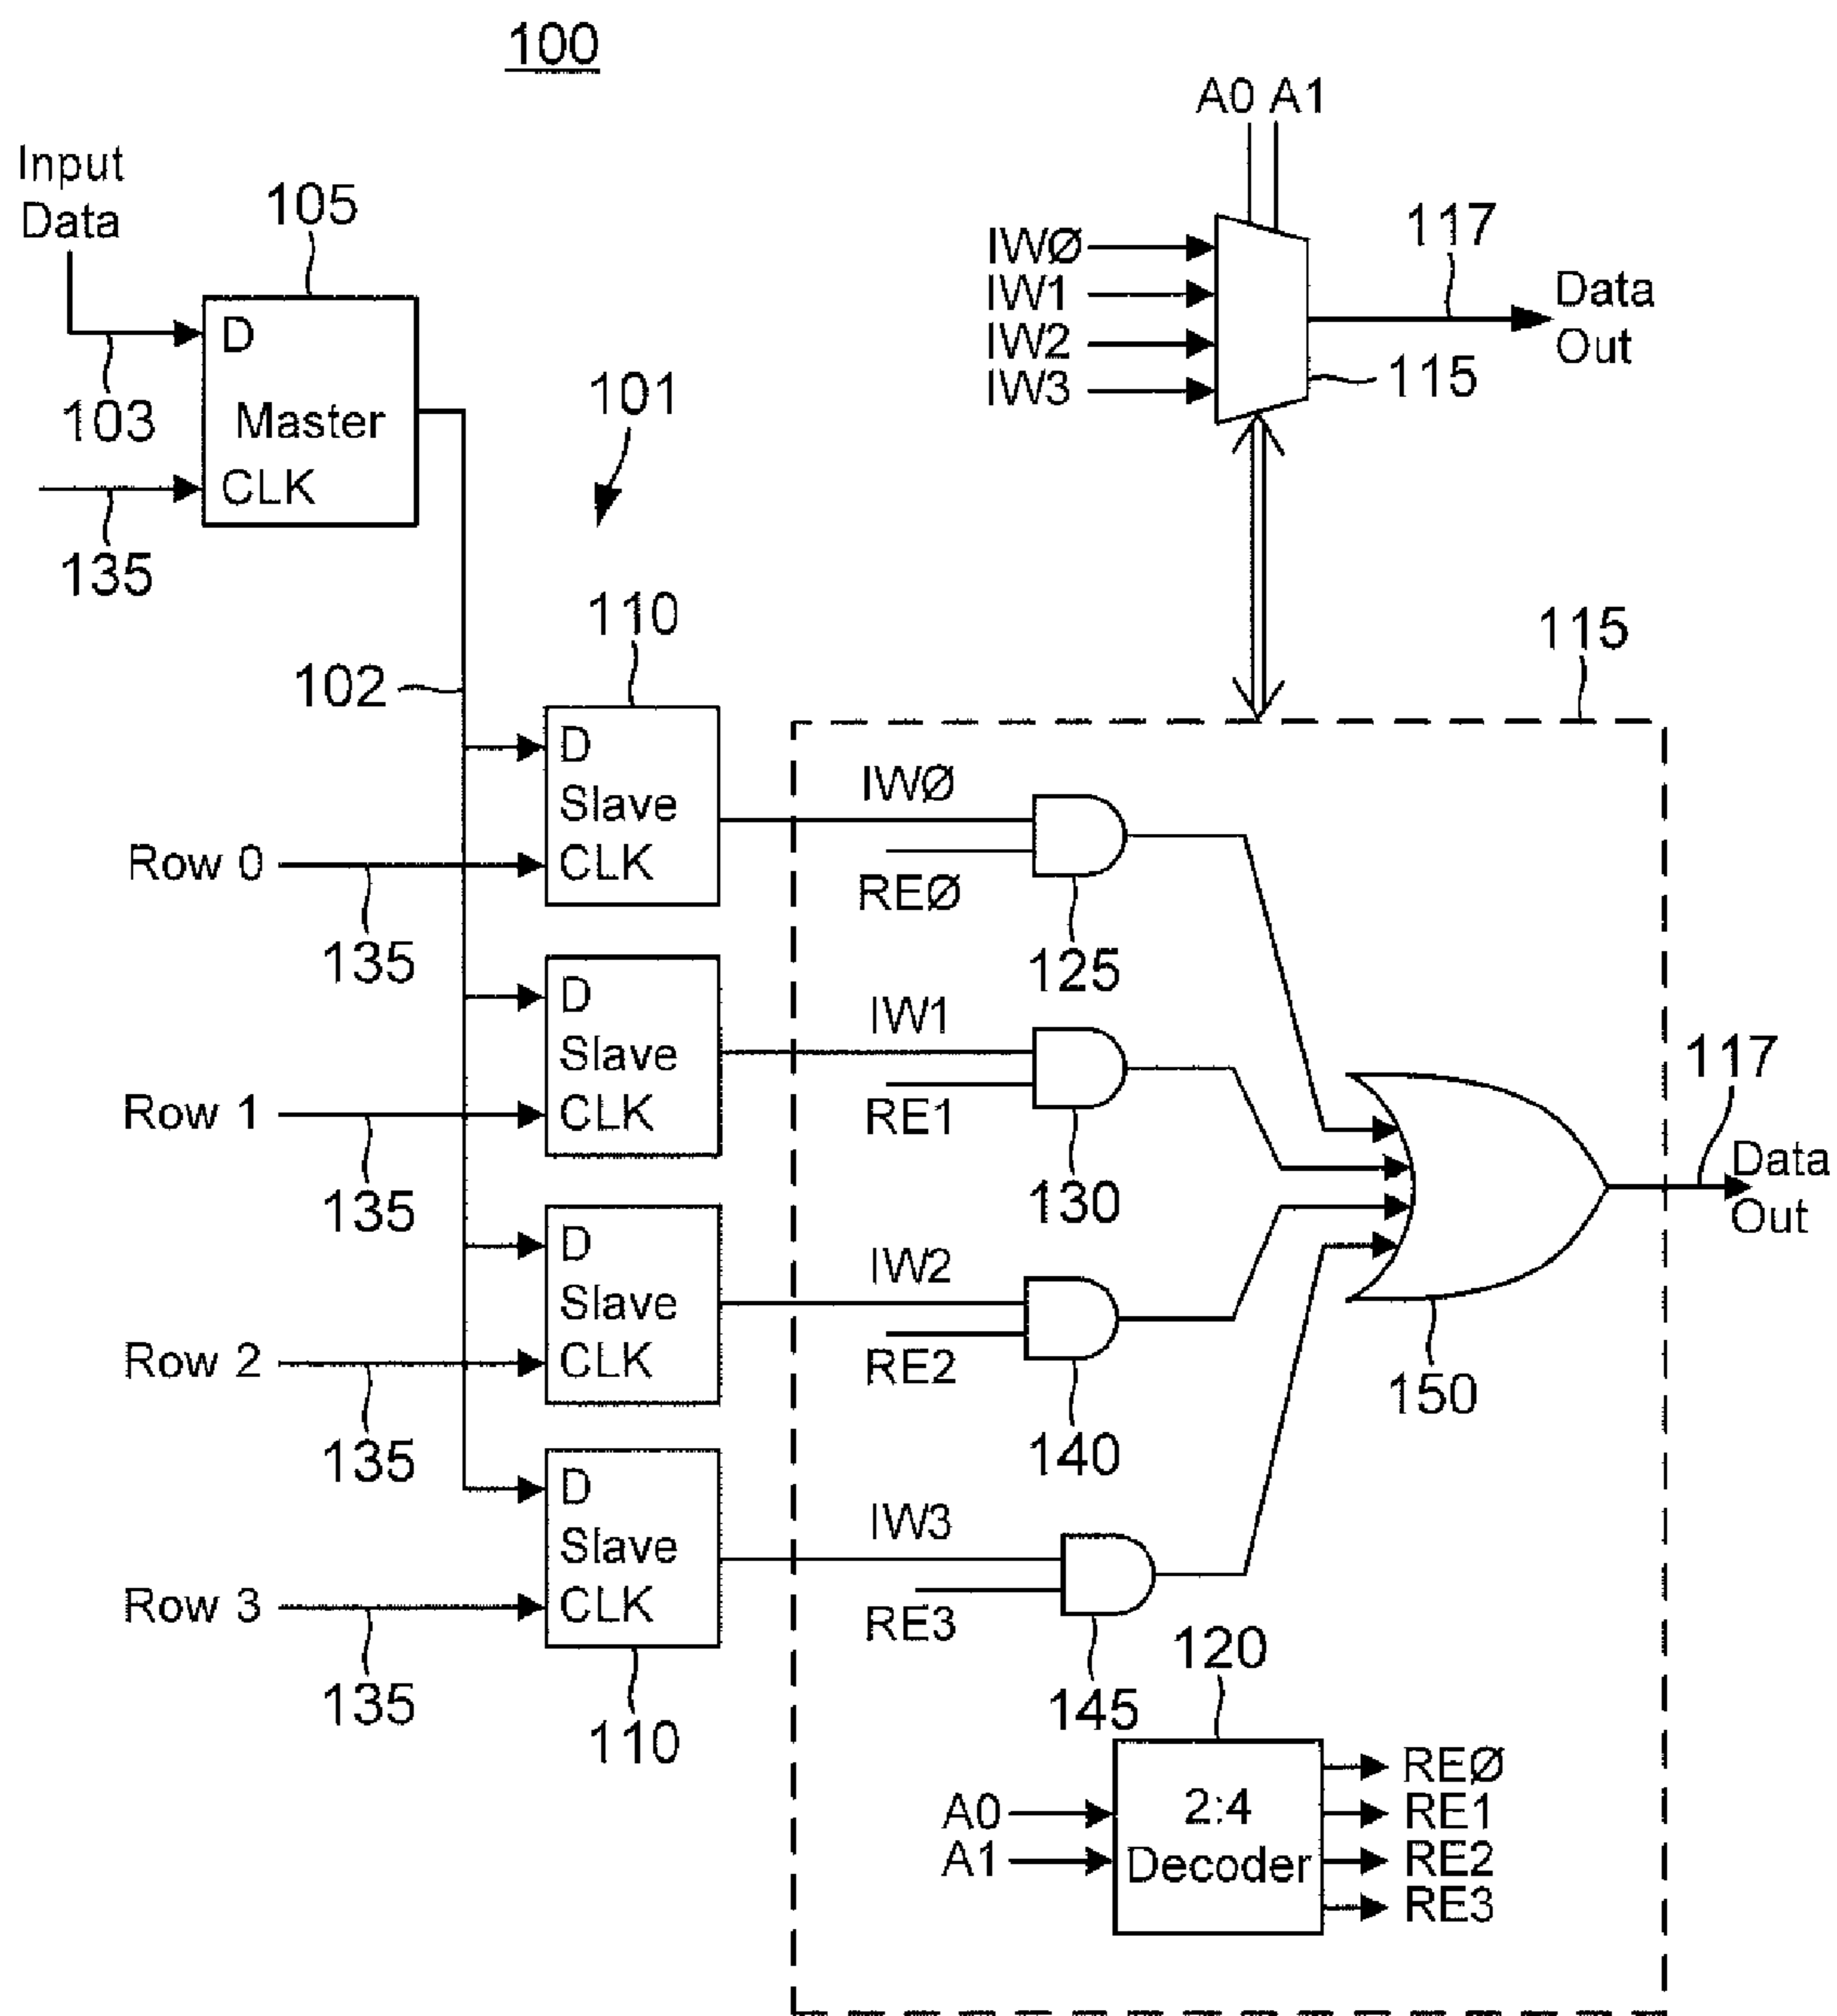 100
A0 A1
Input
Data
105
117
IWØ
IW1
IW2
IW3
Data
Out
D
Master
CLK
103
135
101
115
110
115
102
D
Slave
CLK
IWØ
REØ
Row 0
135
125
D
Slave
CLK
IW1
RE1
Row 1
135
130
117
Data
Out
D
Slave
CLK
IW2
RE2
Row 2
135
140
150
D
Slave
CLK
IW3
RE3
Row 3
135
110
145
120
A0
A1
2:4
Decoder
REØ
RE1
RE2
RE3